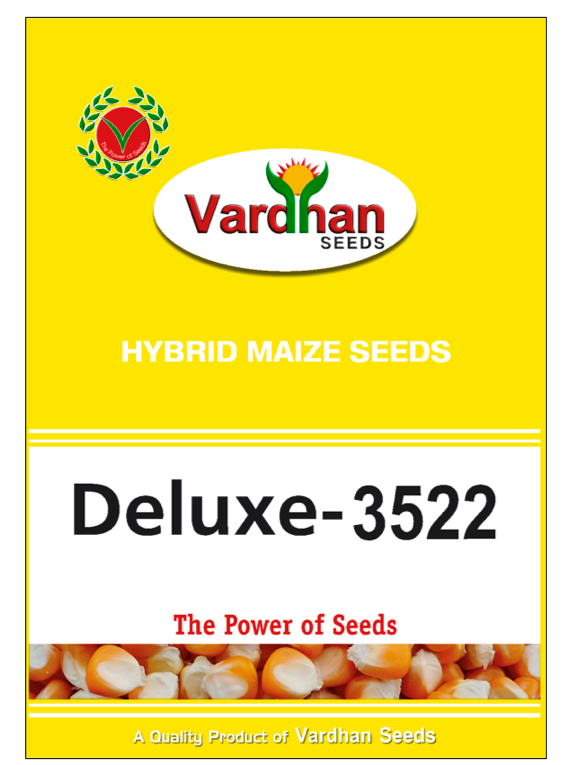 The Power of Seeds
Vardhan
SEEDS
HYBRID MAIZE SEEDS
Deluxe-3522
The Power of Seeds
A Quality Product of Vardhan Seeds